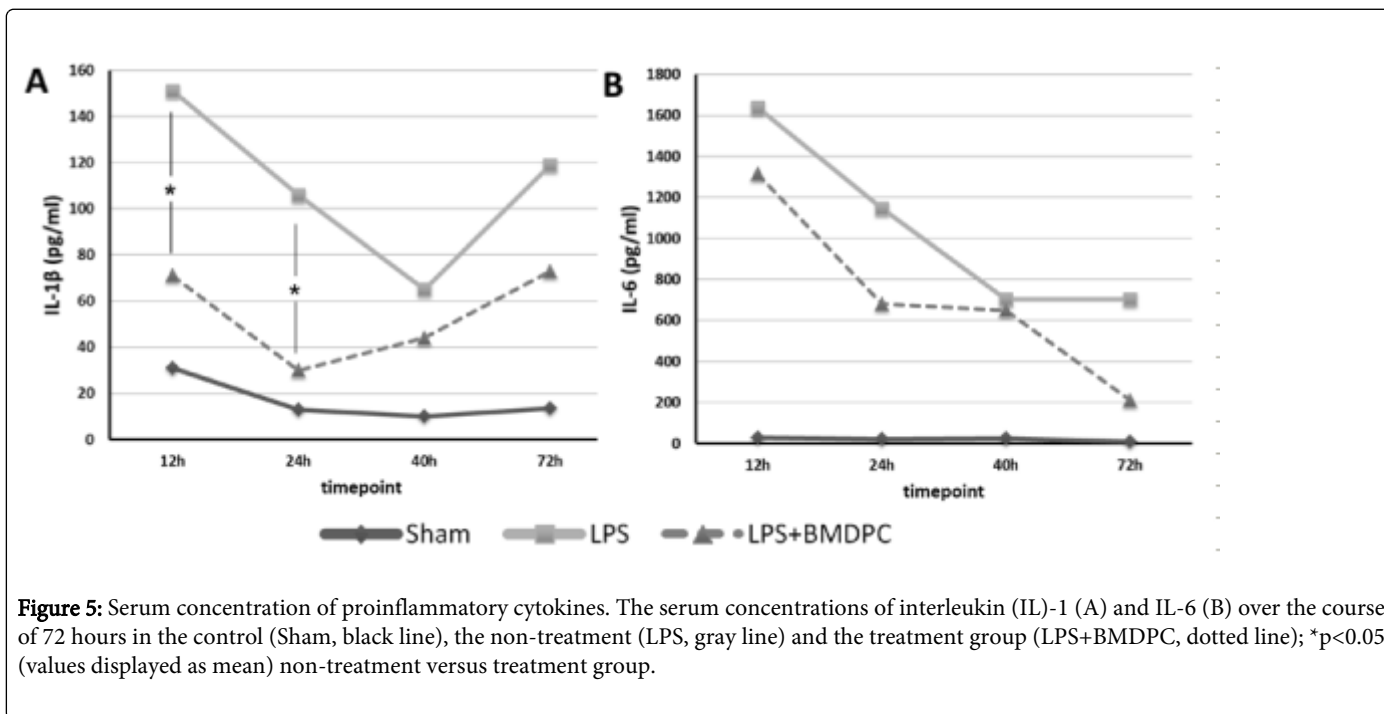 A
160
140
120
100
80
60
40
20
0
IL-1β (pg/ml)
*
*
12h 24h 40h 72h
timepoint
B
1800
1600
1400
1200
1000
800
600
400
200
0
IL-6 (pg/ml)
12h 24h 40h 72h
timepoint
Sham LPS LPS+BMDPC
Figure 5: Serum concentration of proinflammatory cytokines. The serum concentrations of interleukin (IL)-1 (A) and IL-6 (B) over the course
of 72 hours in the control (Sham, black line), the non-treatment (LPS, gray line) and the treatment group (LPS+BMDPC, dotted line); *p<0.05
(values displayed as mean) non-treatment versus treatment group.